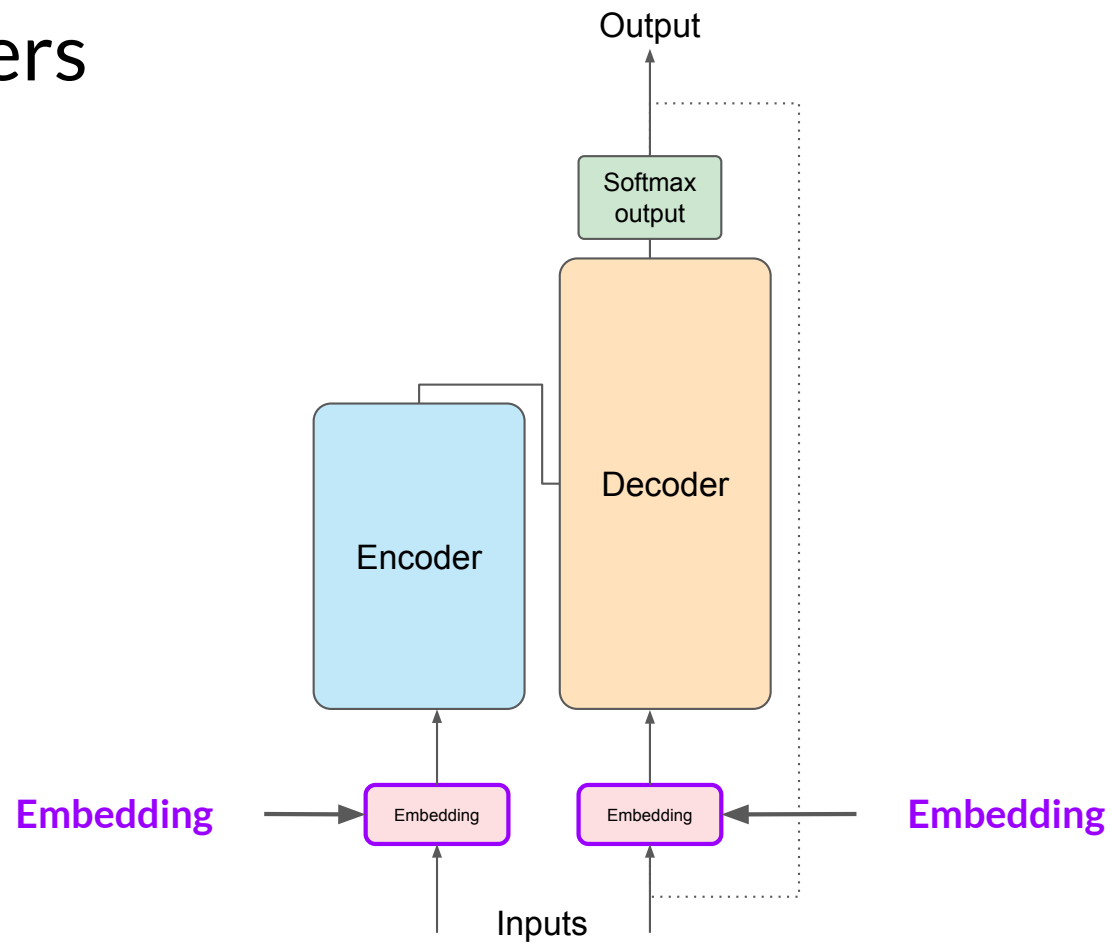 ers
Output
Softmax
output
Decoder
Encoder
Embedding
Embedding
Embedding
Embedding
Inputs